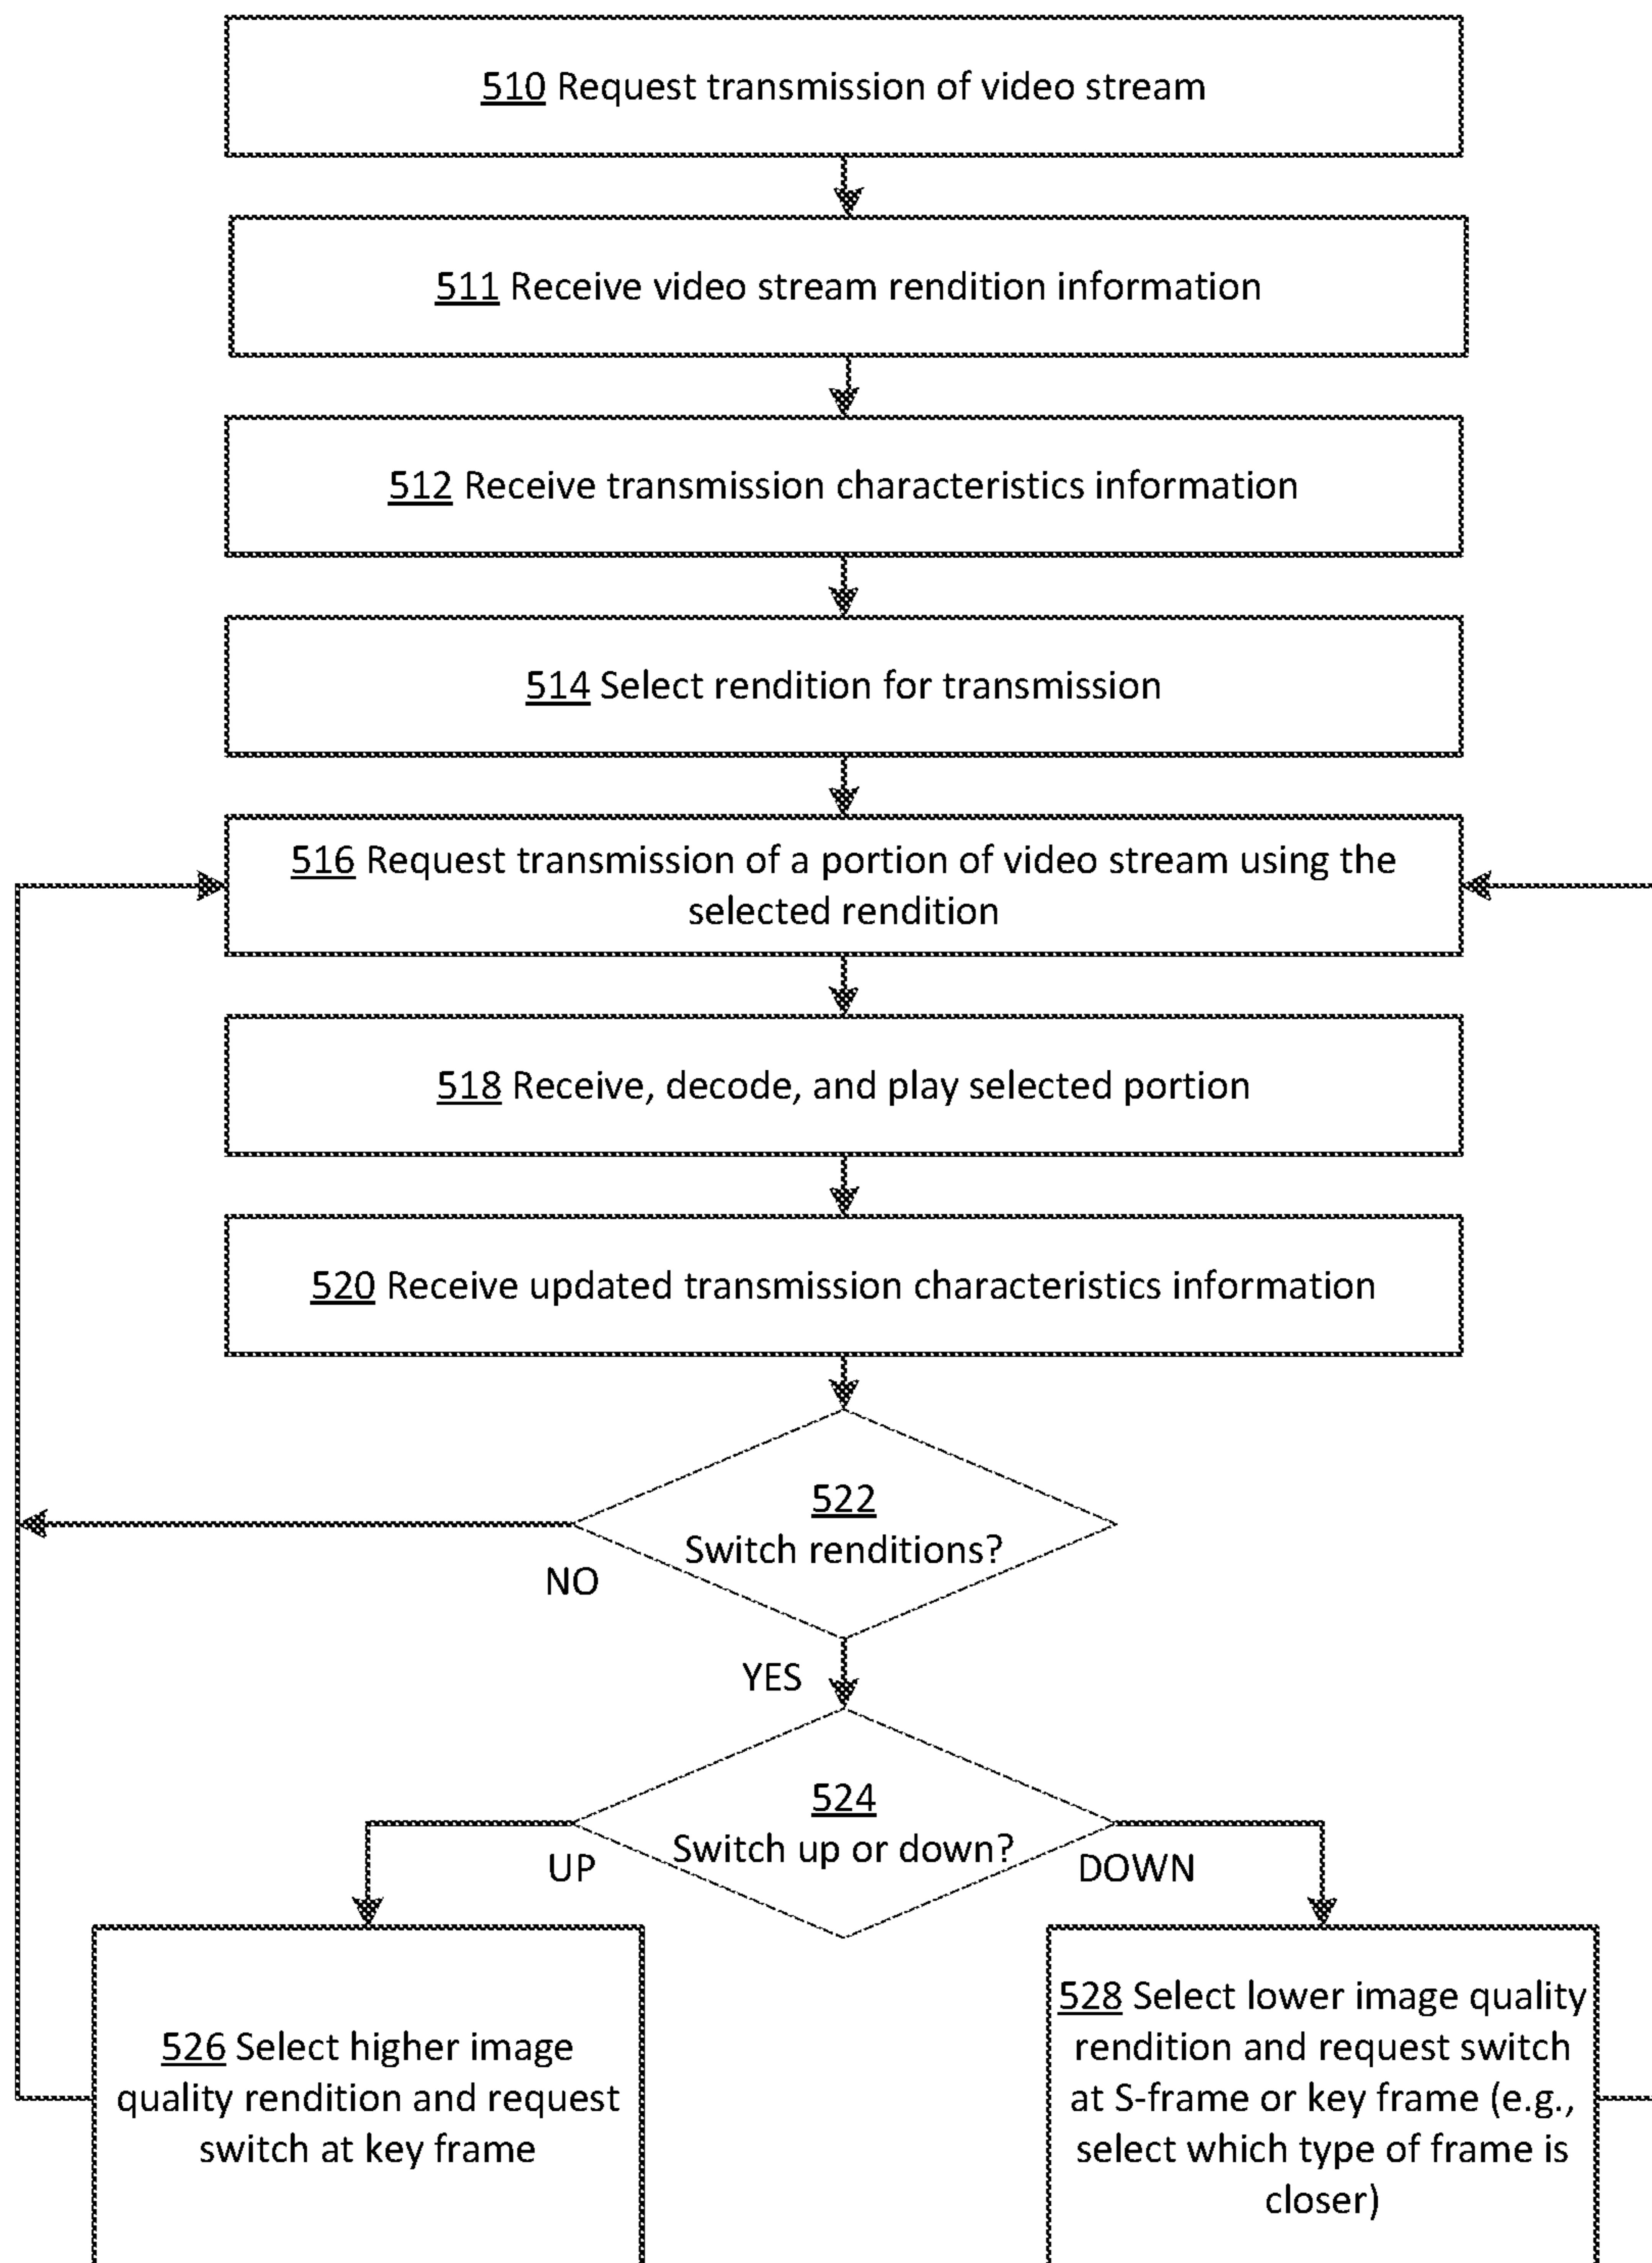 510 Request transmission of video stream
511 Receive video stream rendition information
512 Receive transmission characteristics information
514 Select rendition for transmission
516 Request transmission of a portion of video stream using the
selected rendition
518 Receive, decode, and play selected portion
520 Receive updated transmission characteristics information
522
Switch renditions?
NO
YES
524
Switch up or down?
UP
DOWN
526 Select higher image
quality rendition and request
switch at key frame
528 Select lower image quality
rendition and request switch
at S-frame or key frame (e.g.,
select which type of frame is
closer)